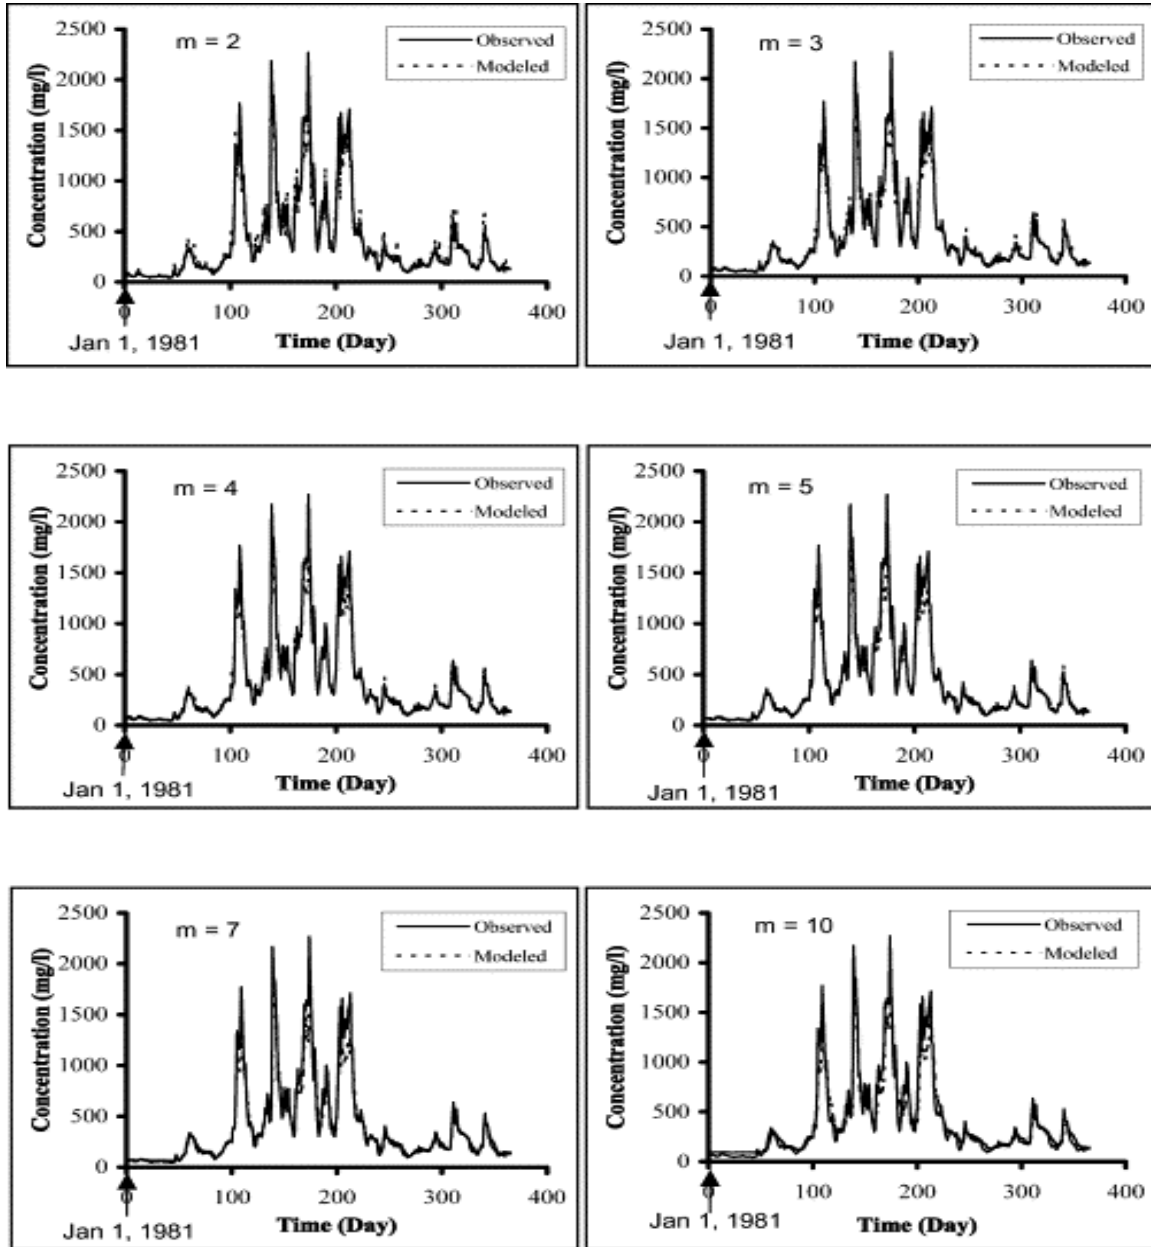 2500
m = 2
Observed
Modeled
2000
1500
1000
500
0
Concentration (mg/l)
0 100 200 300 400
Jan 1, 1981
Time (Day)
2500
m = 3
Observed
Modeled
2000
1500
1000
500
0
Concentration (mg/l)
0 100 200 300 400
Jan 1, 1981
Time (Day)
2500
m = 4
Observed
Modeled
2000
1500
1000
500
0
Concentration (mg/l)
0 100 200 300 400
Jan 1, 1981
Time (Day)
2500
m = 5
Observed
Modeled
2000
1500
1000
500
0
Concentration (mg/l)
0 100 200 300 400
Jan 1, 1981
Time (Day)
2500
m = 7
Observed
Modeled
2000
1500
1000
500
0
Concentration (mg/l)
0 100 200 300 400
Jan 1, 1981
Time (Day)
2500
m = 10
Observed
Modeled
2000
1500
1000
500
0
Concentration (mg/l)
0 100 200 300 400
Jan 1, 1981
Time (Day)